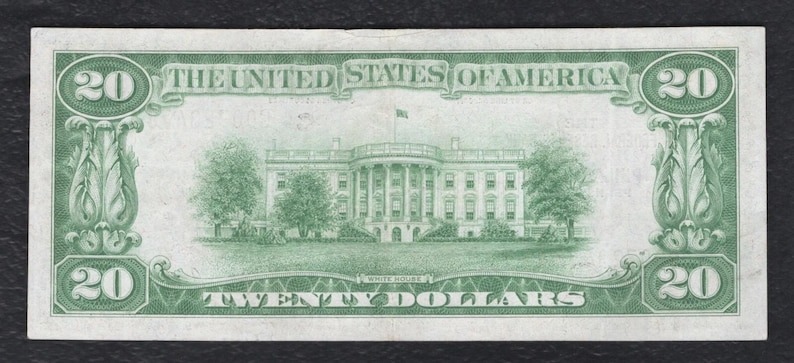 20 THE UNITED STATES OF AMERICA 20
WHITE HOUSE
20 TWENTY DOLLARS 20